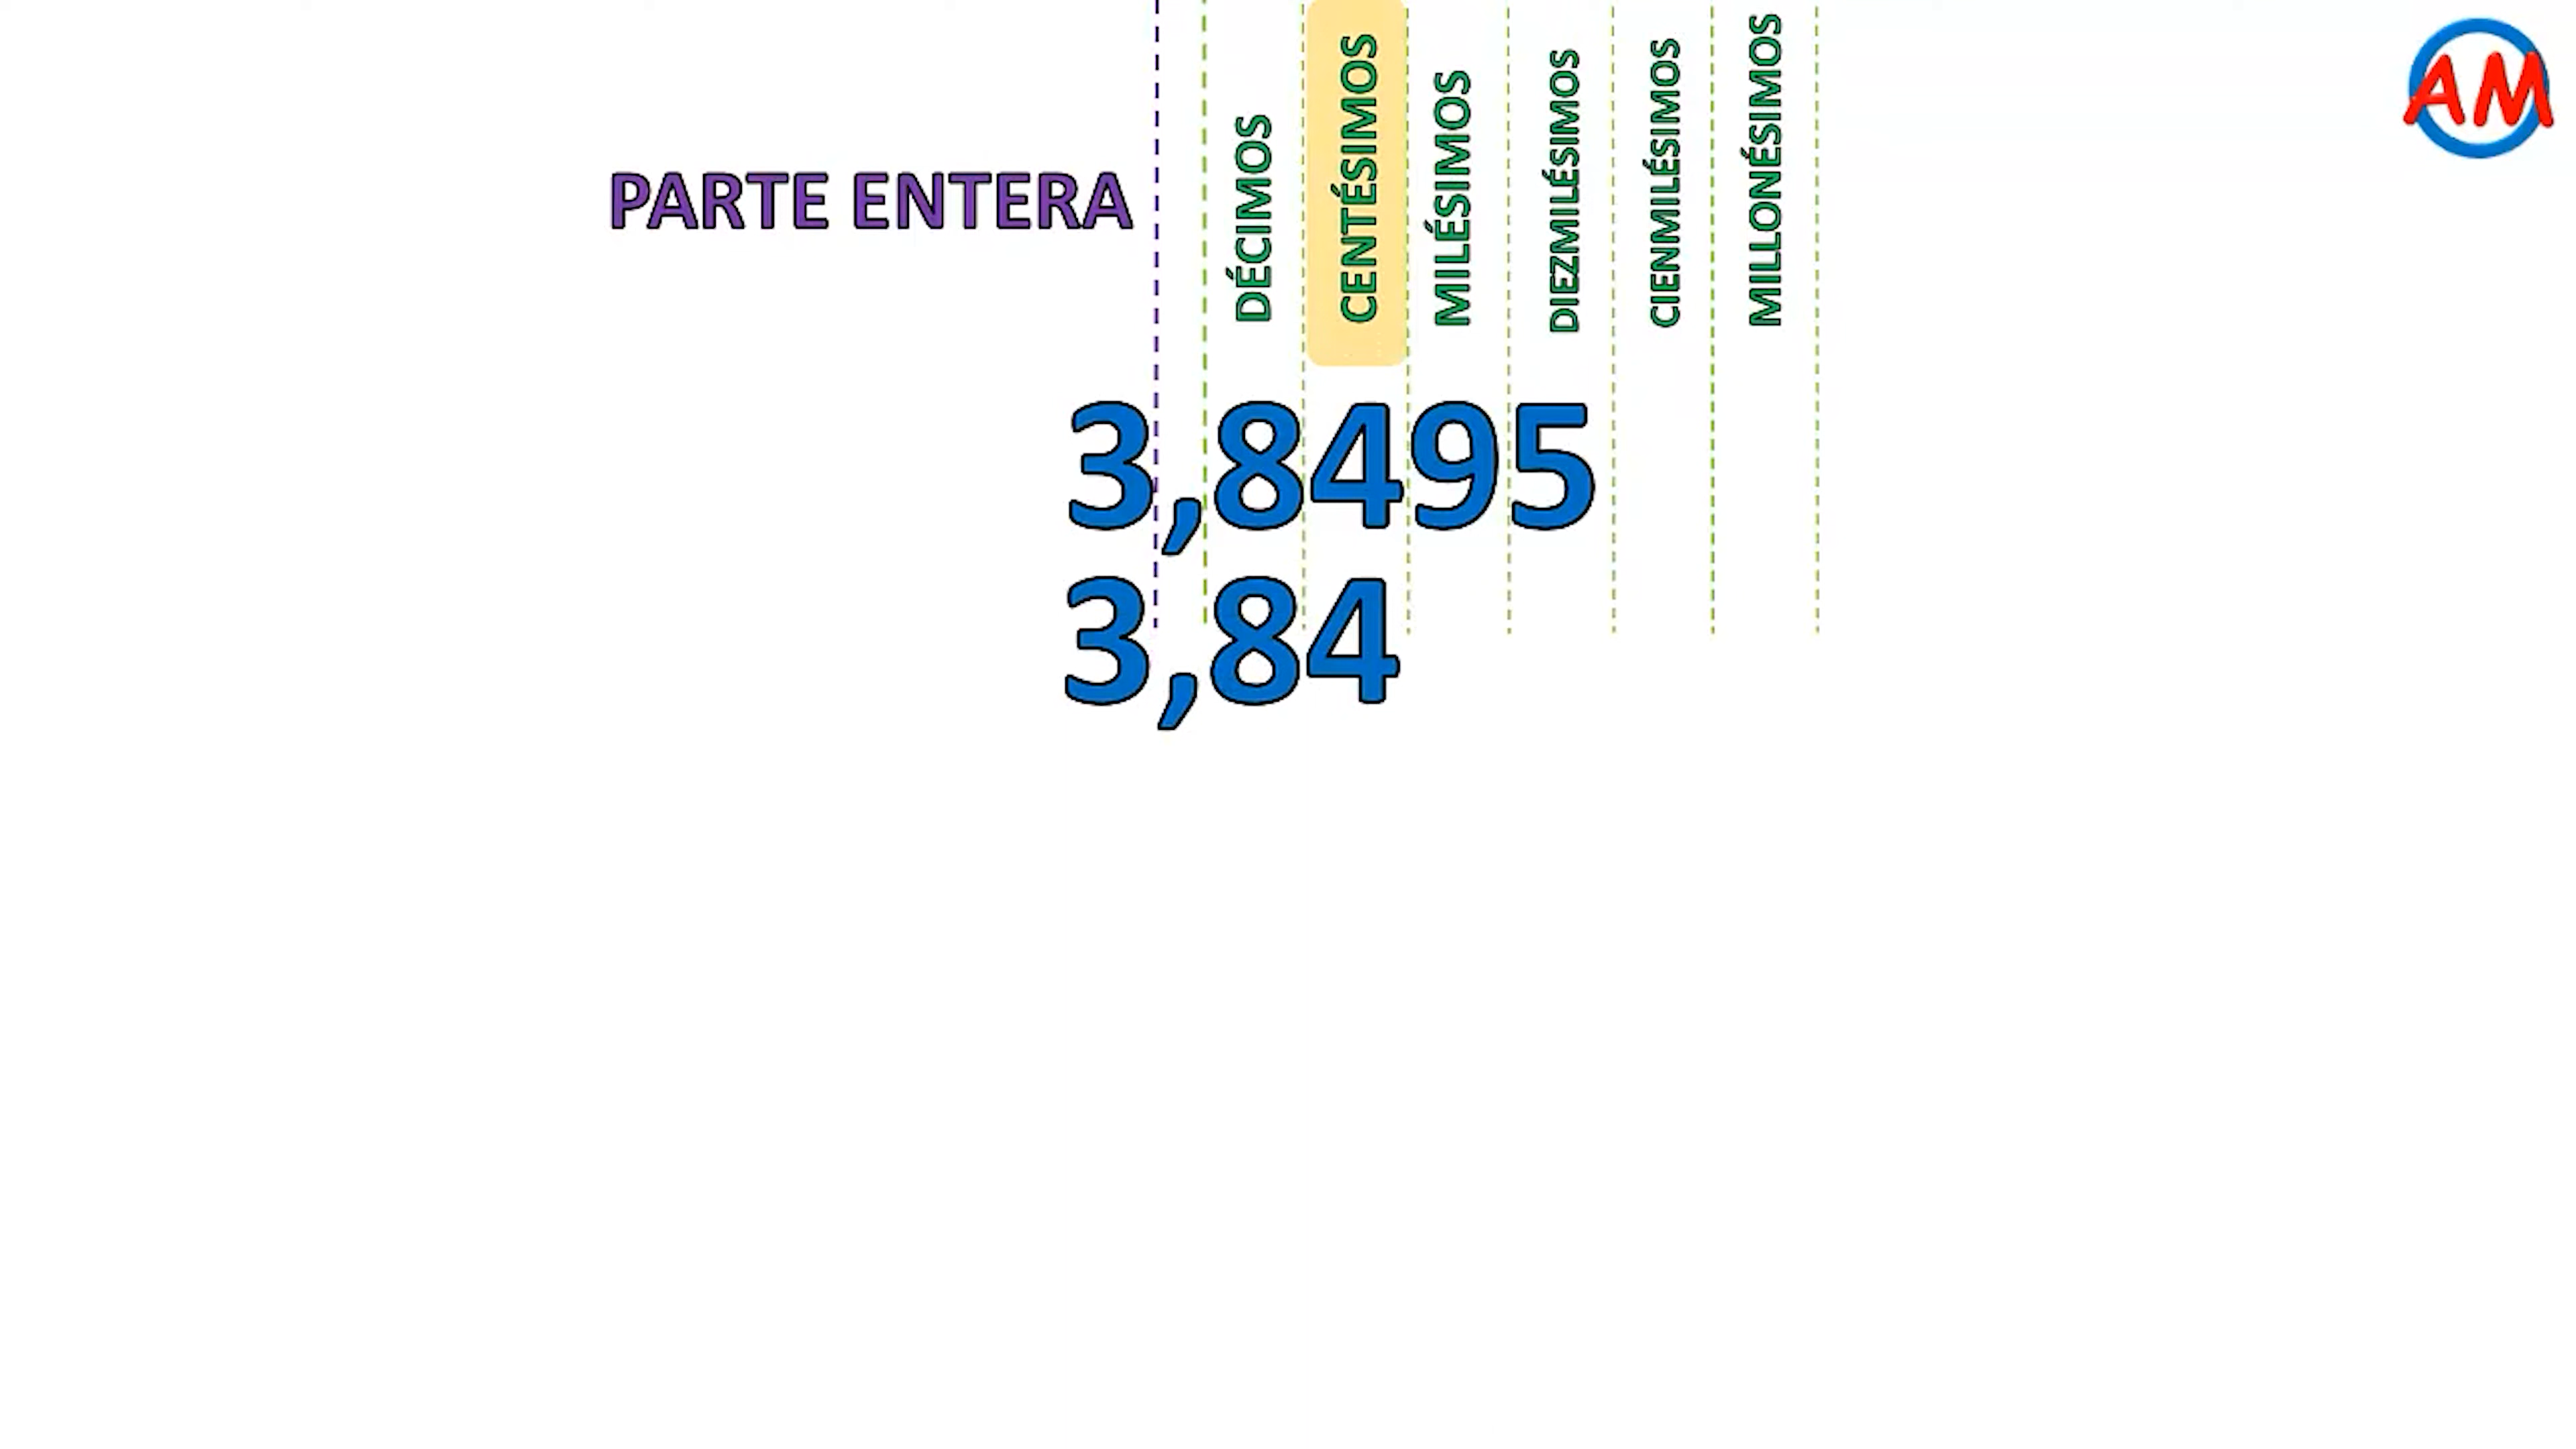 PARTE ENTERA
DÉCIMOS
CENTÉSIMOS
MILÉSIMOS
DIEZMILÉSIMOS
CIENMILÉSIMOS
MILLONÉSIMOS
AM
3,8495
3,84